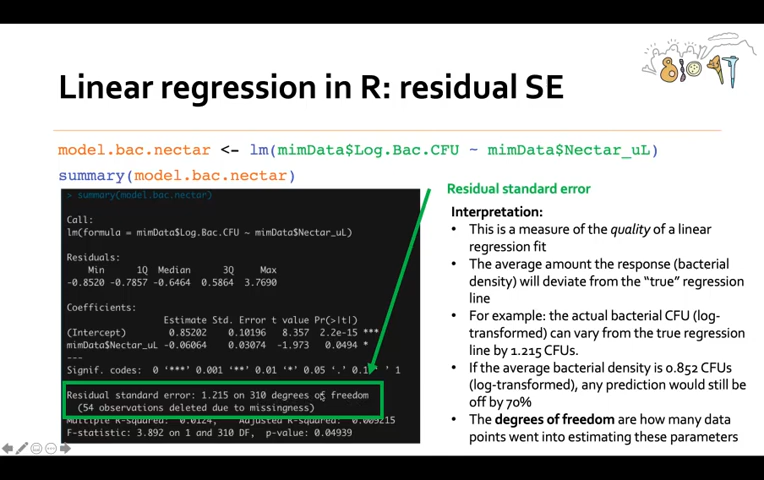 Linear regression in R: residual SE
model.bac.nectar <- lm(mimData$Log.Bac.CFU ~ mimData$Nectar_uL)
summary(model.bac.nectar)
> summary(model.bac.nectar)
Call:
lm(formula = mimData$Log.Bac.CFU ~ mimData$Nectar_uL)
Residuals:
Min 1Q Median 3Q Max
-0.8520 -0.7857 -0.6464 0.5864 3.7690
Coefficients:
Estimate Std. Error t value Pr(>|t|)
(Intercept) 0.85202 0.10196 8.357 2.2e-15 ***
mimData$Nectar_uL -0.06064 0.03074 -1.973 0.0494 *
---
Signif. codes: 0 ‘***’ 0.001 ‘**’ 0.01 ‘*’ 0.05 ‘.’ 0.1 ‘ ’ 1
Residual standard error: 1.215 on 310 degrees of freedom
(54 observations deleted due to missingness)
Multiple R-squared: 0.0124, Adjusted R-squared: 0.009215
F-statistic: 3.892 on 1 and 310 DF, p-value: 0.04939
Residual standard error
Interpretation:
• This is a measure of the quality of a linear
regression fit
• The average amount the response (bacterial
density) will deviate from the “true” regression
line
• For example: the actual bacterial CFU (log-
transformed) can vary from the true regression
line by 1.215 CFUs.
• If the average bacterial density is 0.852 CFUs
(log-transformed), any prediction would still be
off by 70%
• The degrees of freedom are how many data
points went into estimating these parameters